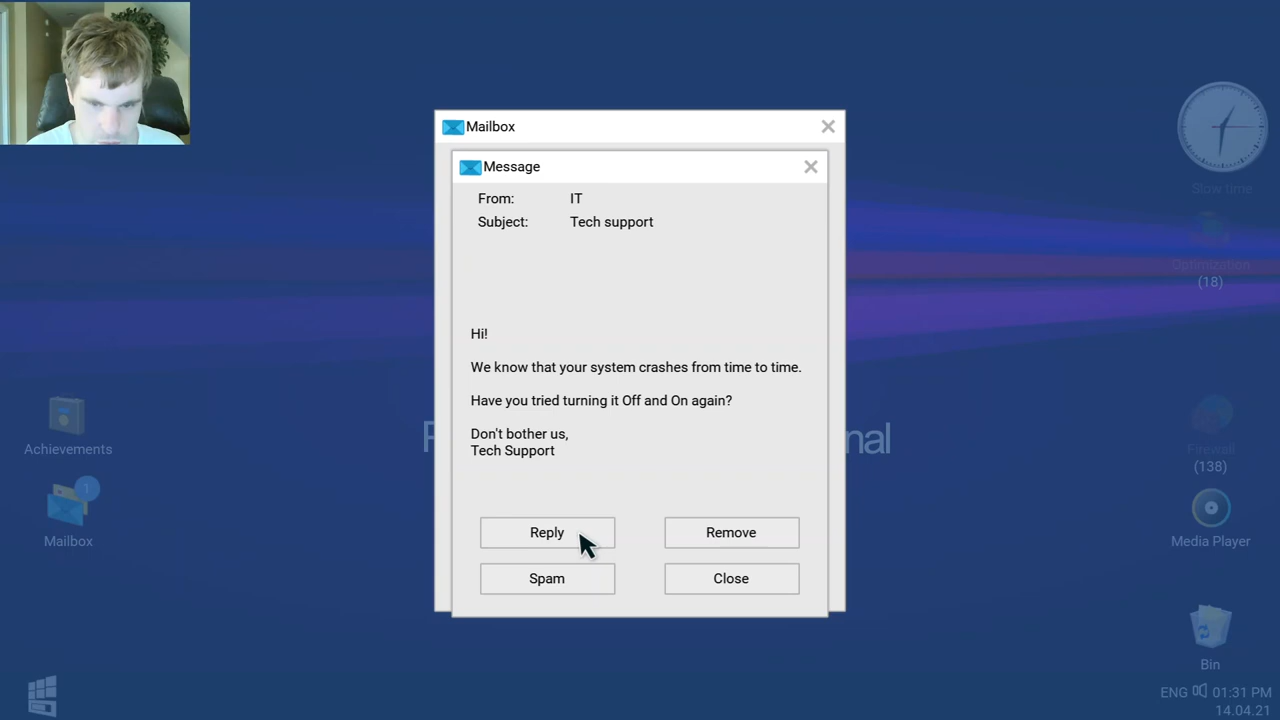 Mailbox
Message
From: IT
Subject: Tech support
Hi!
We know that your system crashes from time to time.
Have you tried turning it Off and On again?
Don't bother us,
Tech Support
Reply
Remove
Spam
Close
Achievements
1
Mailbox
Slow time
Optimization
(18)
nal
Firewall
(138)
Media Player
Bin
ENG 01:31 PM
14.04.21